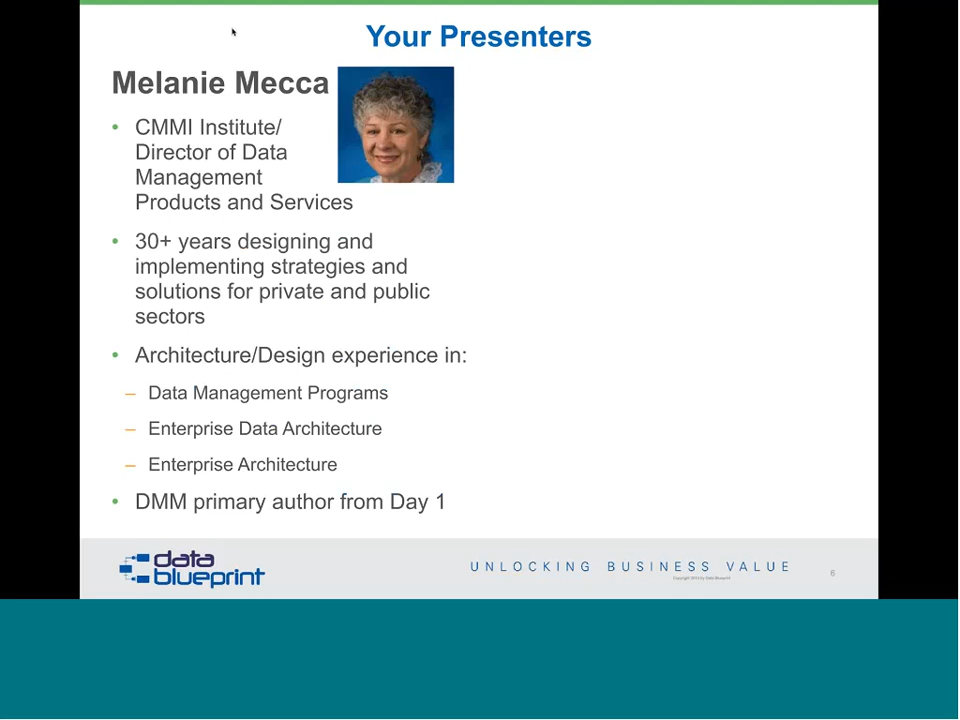 Your Presenters
Melanie Mecca
• CMMI Institute/
Director of Data
Management
Products and Services
• 30+ years designing and
implementing strategies and
solutions for private and public
sectors
• Architecture/Design experience in:
– Data Management Programs
– Enterprise Data Architecture
– Enterprise Architecture
• DMM primary author from Day 1
data
blueprint
UNLOCKING BUSINESS VALUE
6